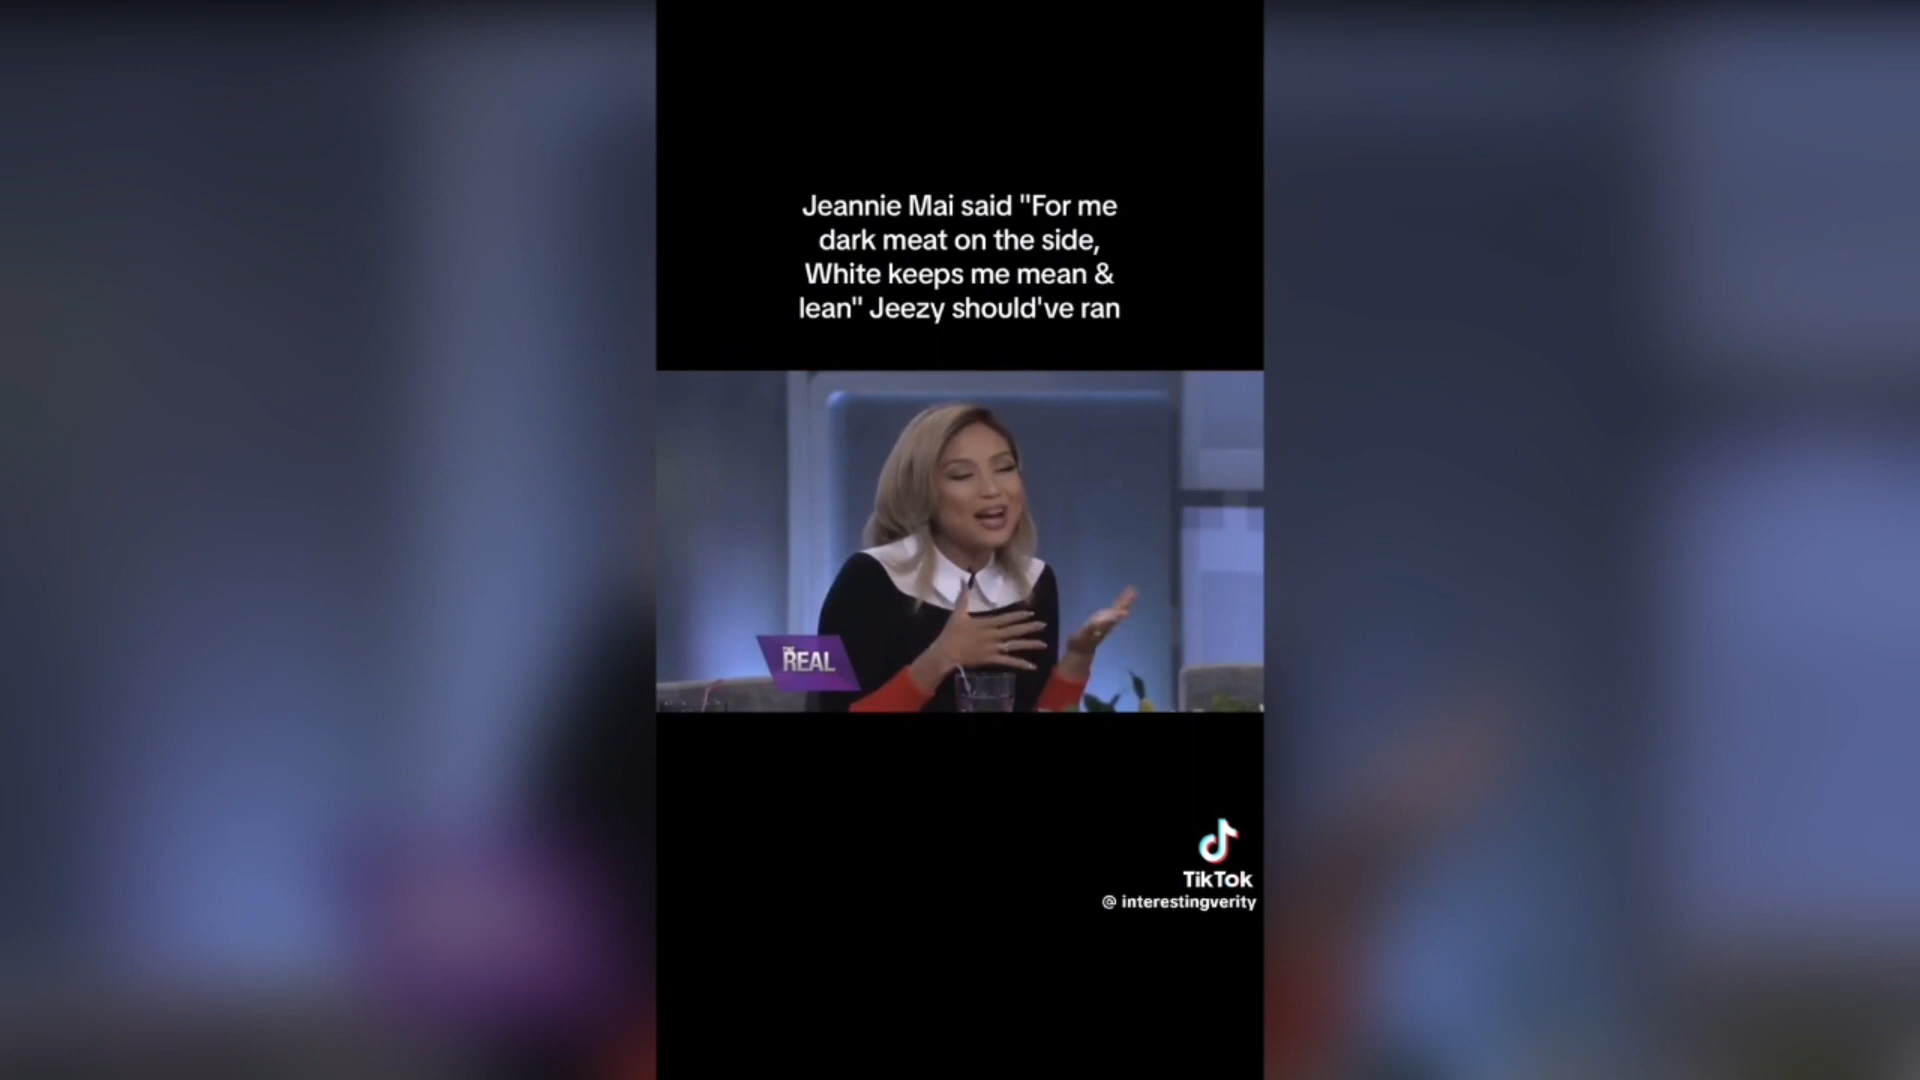 Jeannie Mai said "For me
dark meat on the side,
White keeps me mean &
lean" Jeezy should've ran
THE
REAL
TikTok
@ interestingverity